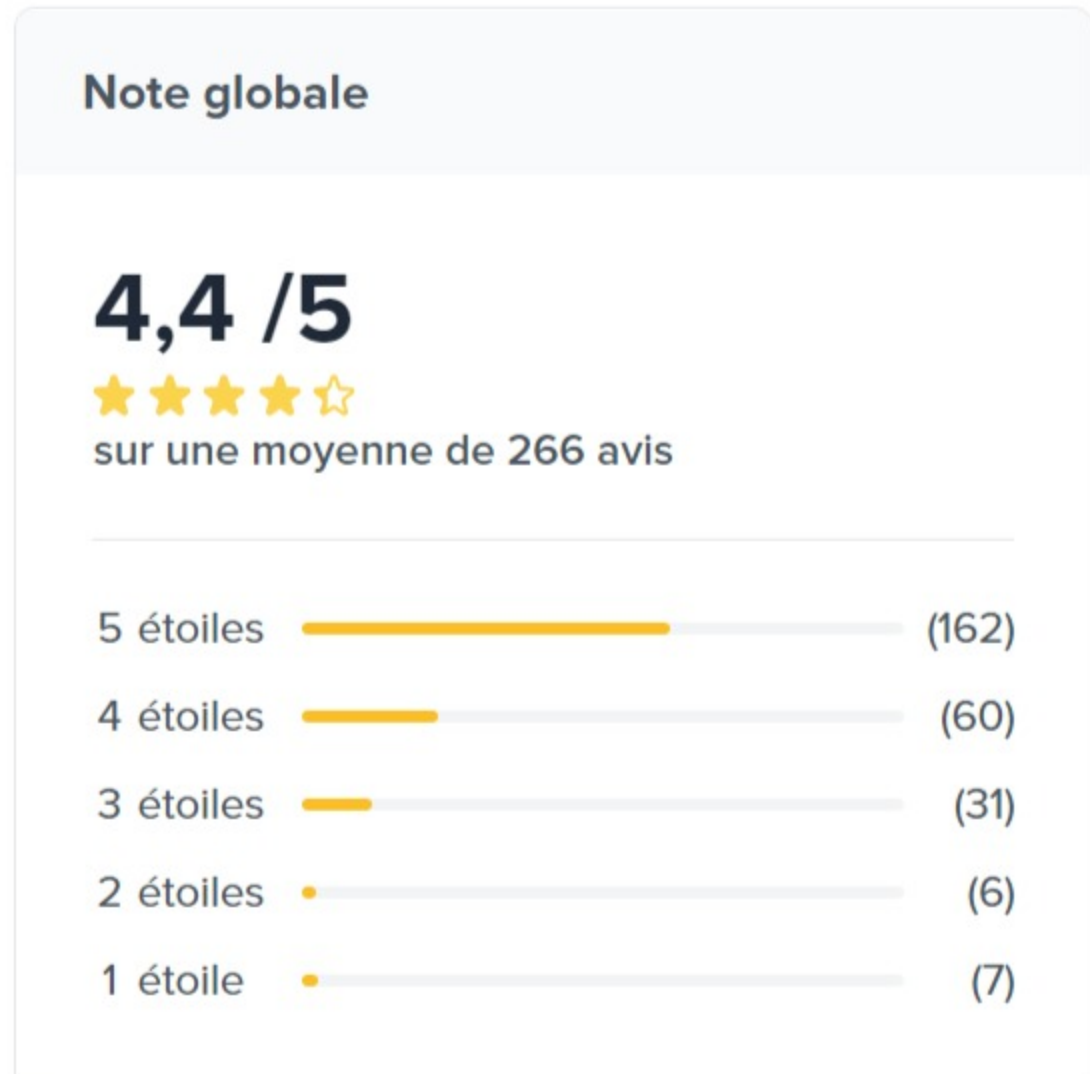 Note globale
4,4 /5
sur une moyenne de 266 avis
5 étoiles (162)
4 étoiles (60)
3 étoiles (31)
2 étoiles (6)
1 étoile (7)